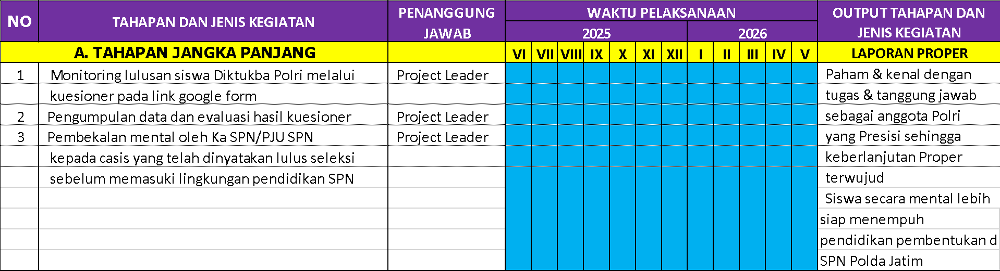 NO TAHAPAN DAN JENIS KEGIATAN PENANGGUNG JAWAB WAKTU PELAKSANAAN OUTPUT TAHAPAN DAN JENIS KEGIATAN
2025 2026
A. TAHAPAN JANGKA PANJANG VI VII VIII IX X XI XII I II III IV V LAPORAN PROPER
1 Monitoring lulusan siswa Diktukba Polri melalui Project Leader Paham & kenal dengan
kuesioner pada link google form tugas & tanggung jawab
2 Pengumpulan data dan evaluasi hasil kuesioner Project Leader sebagai anggota Polri
3 Pembekalan mental oleh Ka SPN/PJU SPN Project Leader yang Presisi sehingga
kepada casis yang telah dinyatakan lulus seleksi keberlanjutan Proper
sebelum memasuki lingkungan pendidikan SPN terwujud
Siswa secara mental lebih
siap menempuh
pendidikan pembentukan d
SPN Polda Jatim